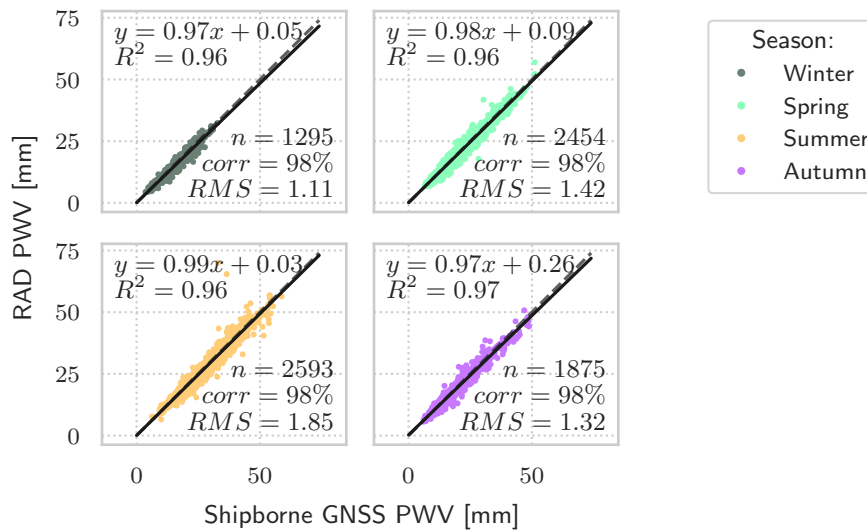 75
50
25
0
y = 0.97x + 0.05
R² = 0.96
n = 1295
corr = 98%
RMS = 1.11
y = 0.98x + 0.09
R² = 0.96
n = 2454
corr = 98%
RMS = 1.42
Season:
Winter
Spring
Summer
Autumn
RAD PWV [mm]
75
50
25
0
y = 0.99x + 0.03
R² = 0.96
n = 2593
corr = 98%
RMS = 1.85
y = 0.97x + 0.26
R² = 0.97
n = 1875
corr = 98%
RMS = 1.32
0 50
0 50
Shipborne GNSS PWV [mm]